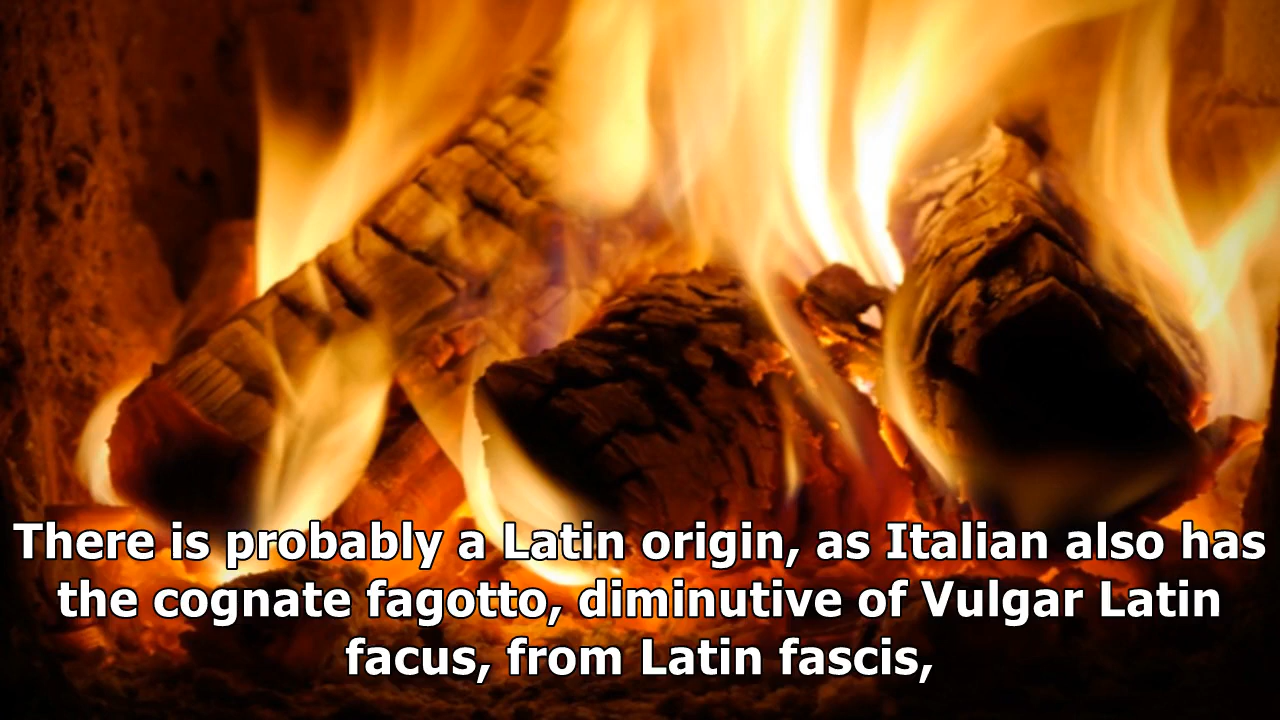 There is probably a Latin origin, as Italian also has
the cognate fagotto, diminutive of Vulgar Latin
facus, from Latin fascis,